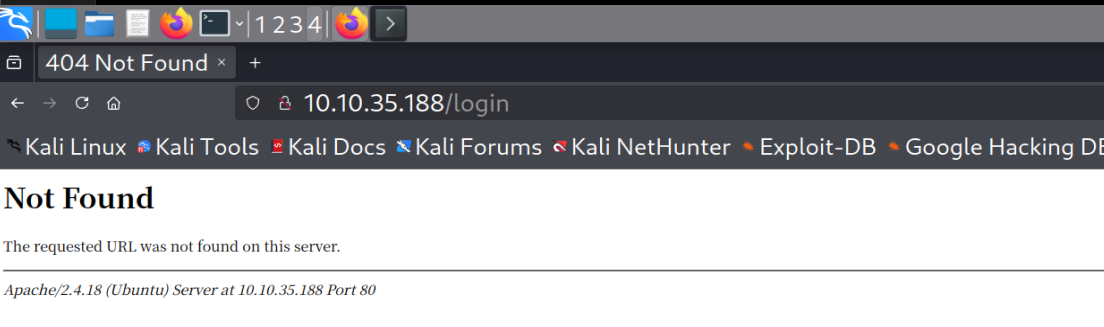 1 2 3 4
404 Not Found
10.10.35.188/login
Kali Linux Kali Tools Kali Docs Kali Forums Kali NetHunter Exploit-DB Google Hacking DB
Not Found
The requested URL was not found on this server.
Apache/2.4.18 (Ubuntu) Server at 10.10.35.188 Port 80